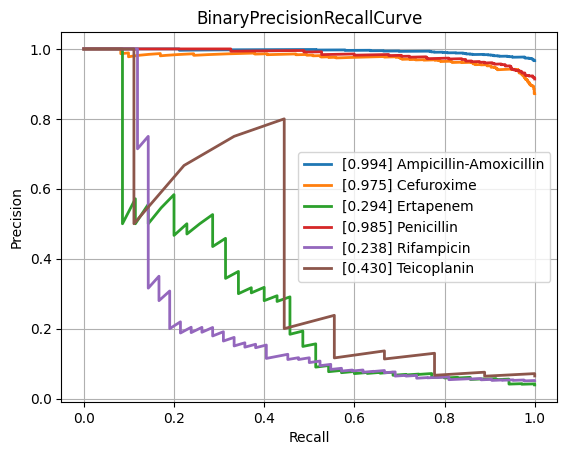 BinaryPrecisionRecallCurve
Precision
1.0
0.8
0.6
0.4
0.2
0.0
[0.994] Ampicillin-Amoxicillin
[0.975] Cefuroxime
[0.294] Ertapenem
[0.985] Penicillin
[0.238] Rifampicin
[0.430] Teicoplanin
0.0 0.2 0.4 0.6 0.8 1.0
Recall